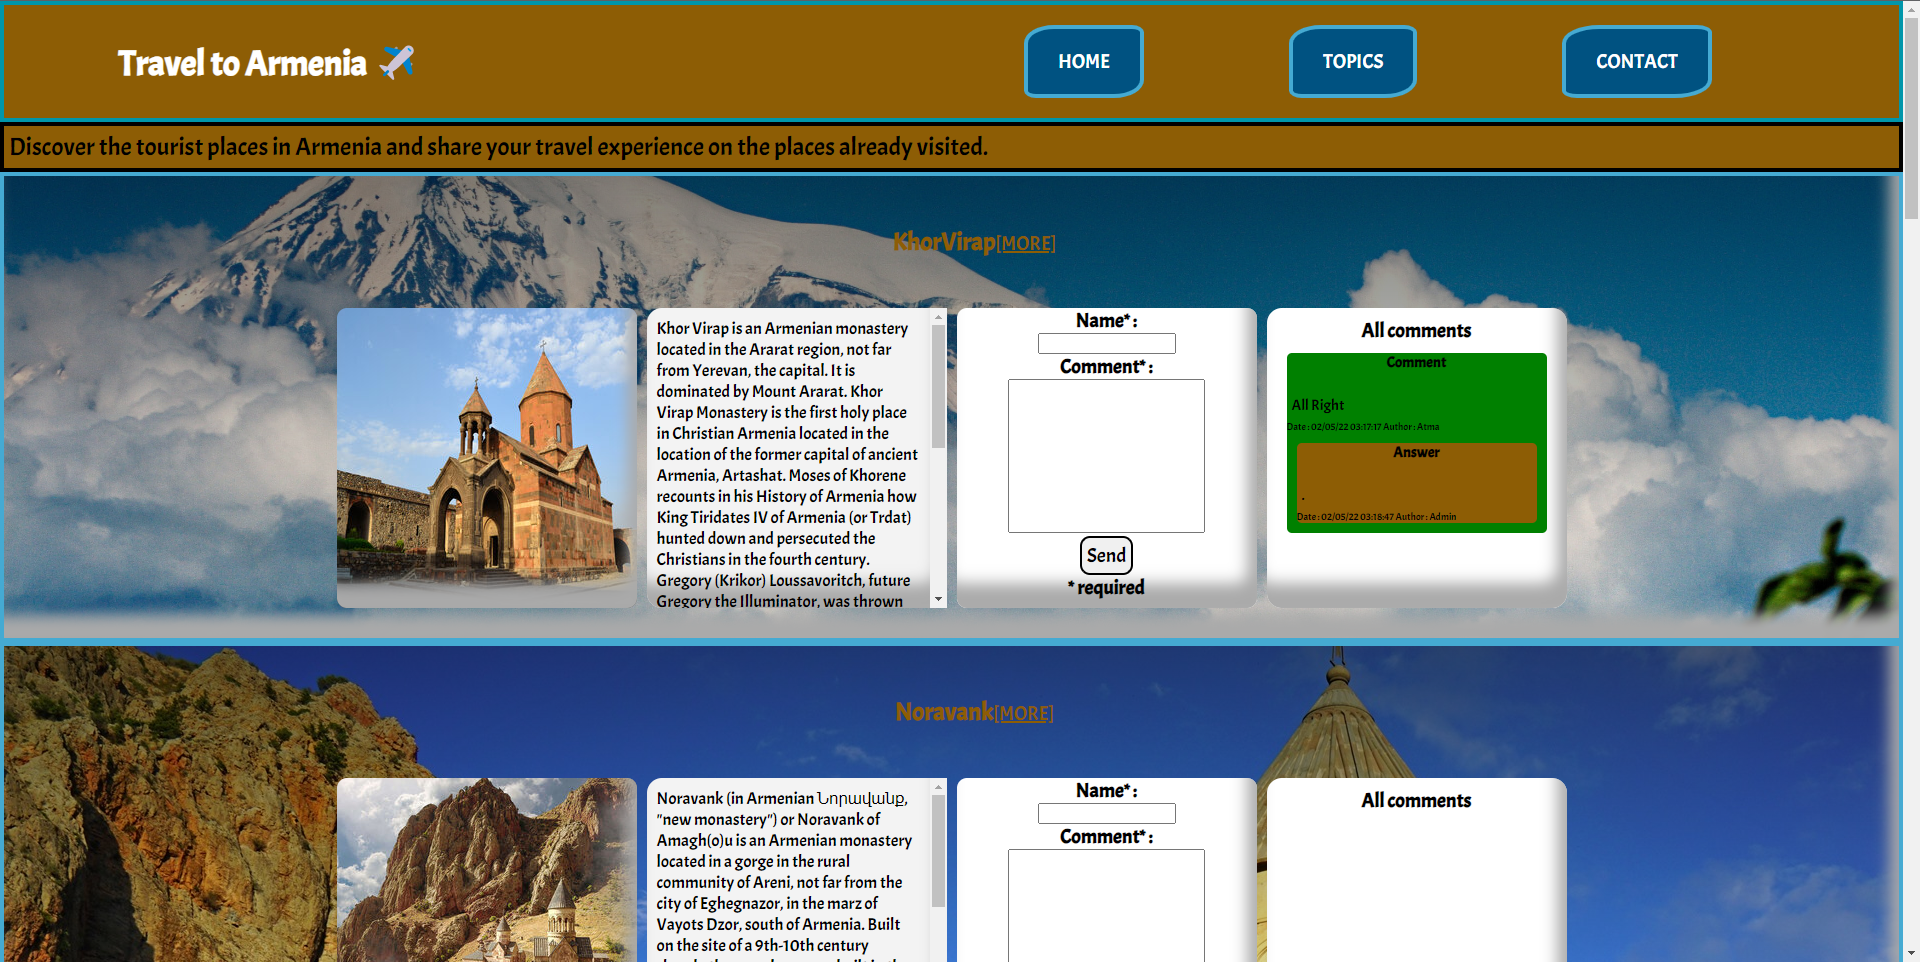 Travel to Armenia ✈️
HOME
TOPICS
CONTACT
Discover the tourist places in Armenia and share your travel experience on the places already visited.
KhorVirap[MORE]
Khor Virap is an Armenian monastery
located in the Ararat region, not far
from Yerevan, the capital. It is
dominated by Mount Ararat. Khor
Virap Monastery is the first holy place
in Christian Armenia located in the
location of the former capital of ancient
Armenia, Artashat. Moses of Khorene
recounts in his History of Armenia how
King Tiridates IV of Armenia (or Trdat)
hunted down and persecuted the
Christians in the fourth century.
Gregory (Krikor) Loussavoritch, future
Gregory the Illuminator, was thrown
Name* :
Comment* :
Send
* required
All comments
Comment
All Right
Date : 02/05/22 03:17:17 Author : Atma
Answer
.
Date : 02/05/22 03:18:47 Author : Admin
Noravank[MORE]
Noravank (in Armenian Նորավանք,
"new monastery") or Noravank of
Amagh(o)u is an Armenian monastery
located in a gorge in the rural
community of Areni, not far from the
city of Eghegnazor, in the marz of
Vayots Dzor, south of Armenia. Built
on the site of a 9th-10th century
Name* :
Comment* :
All comments